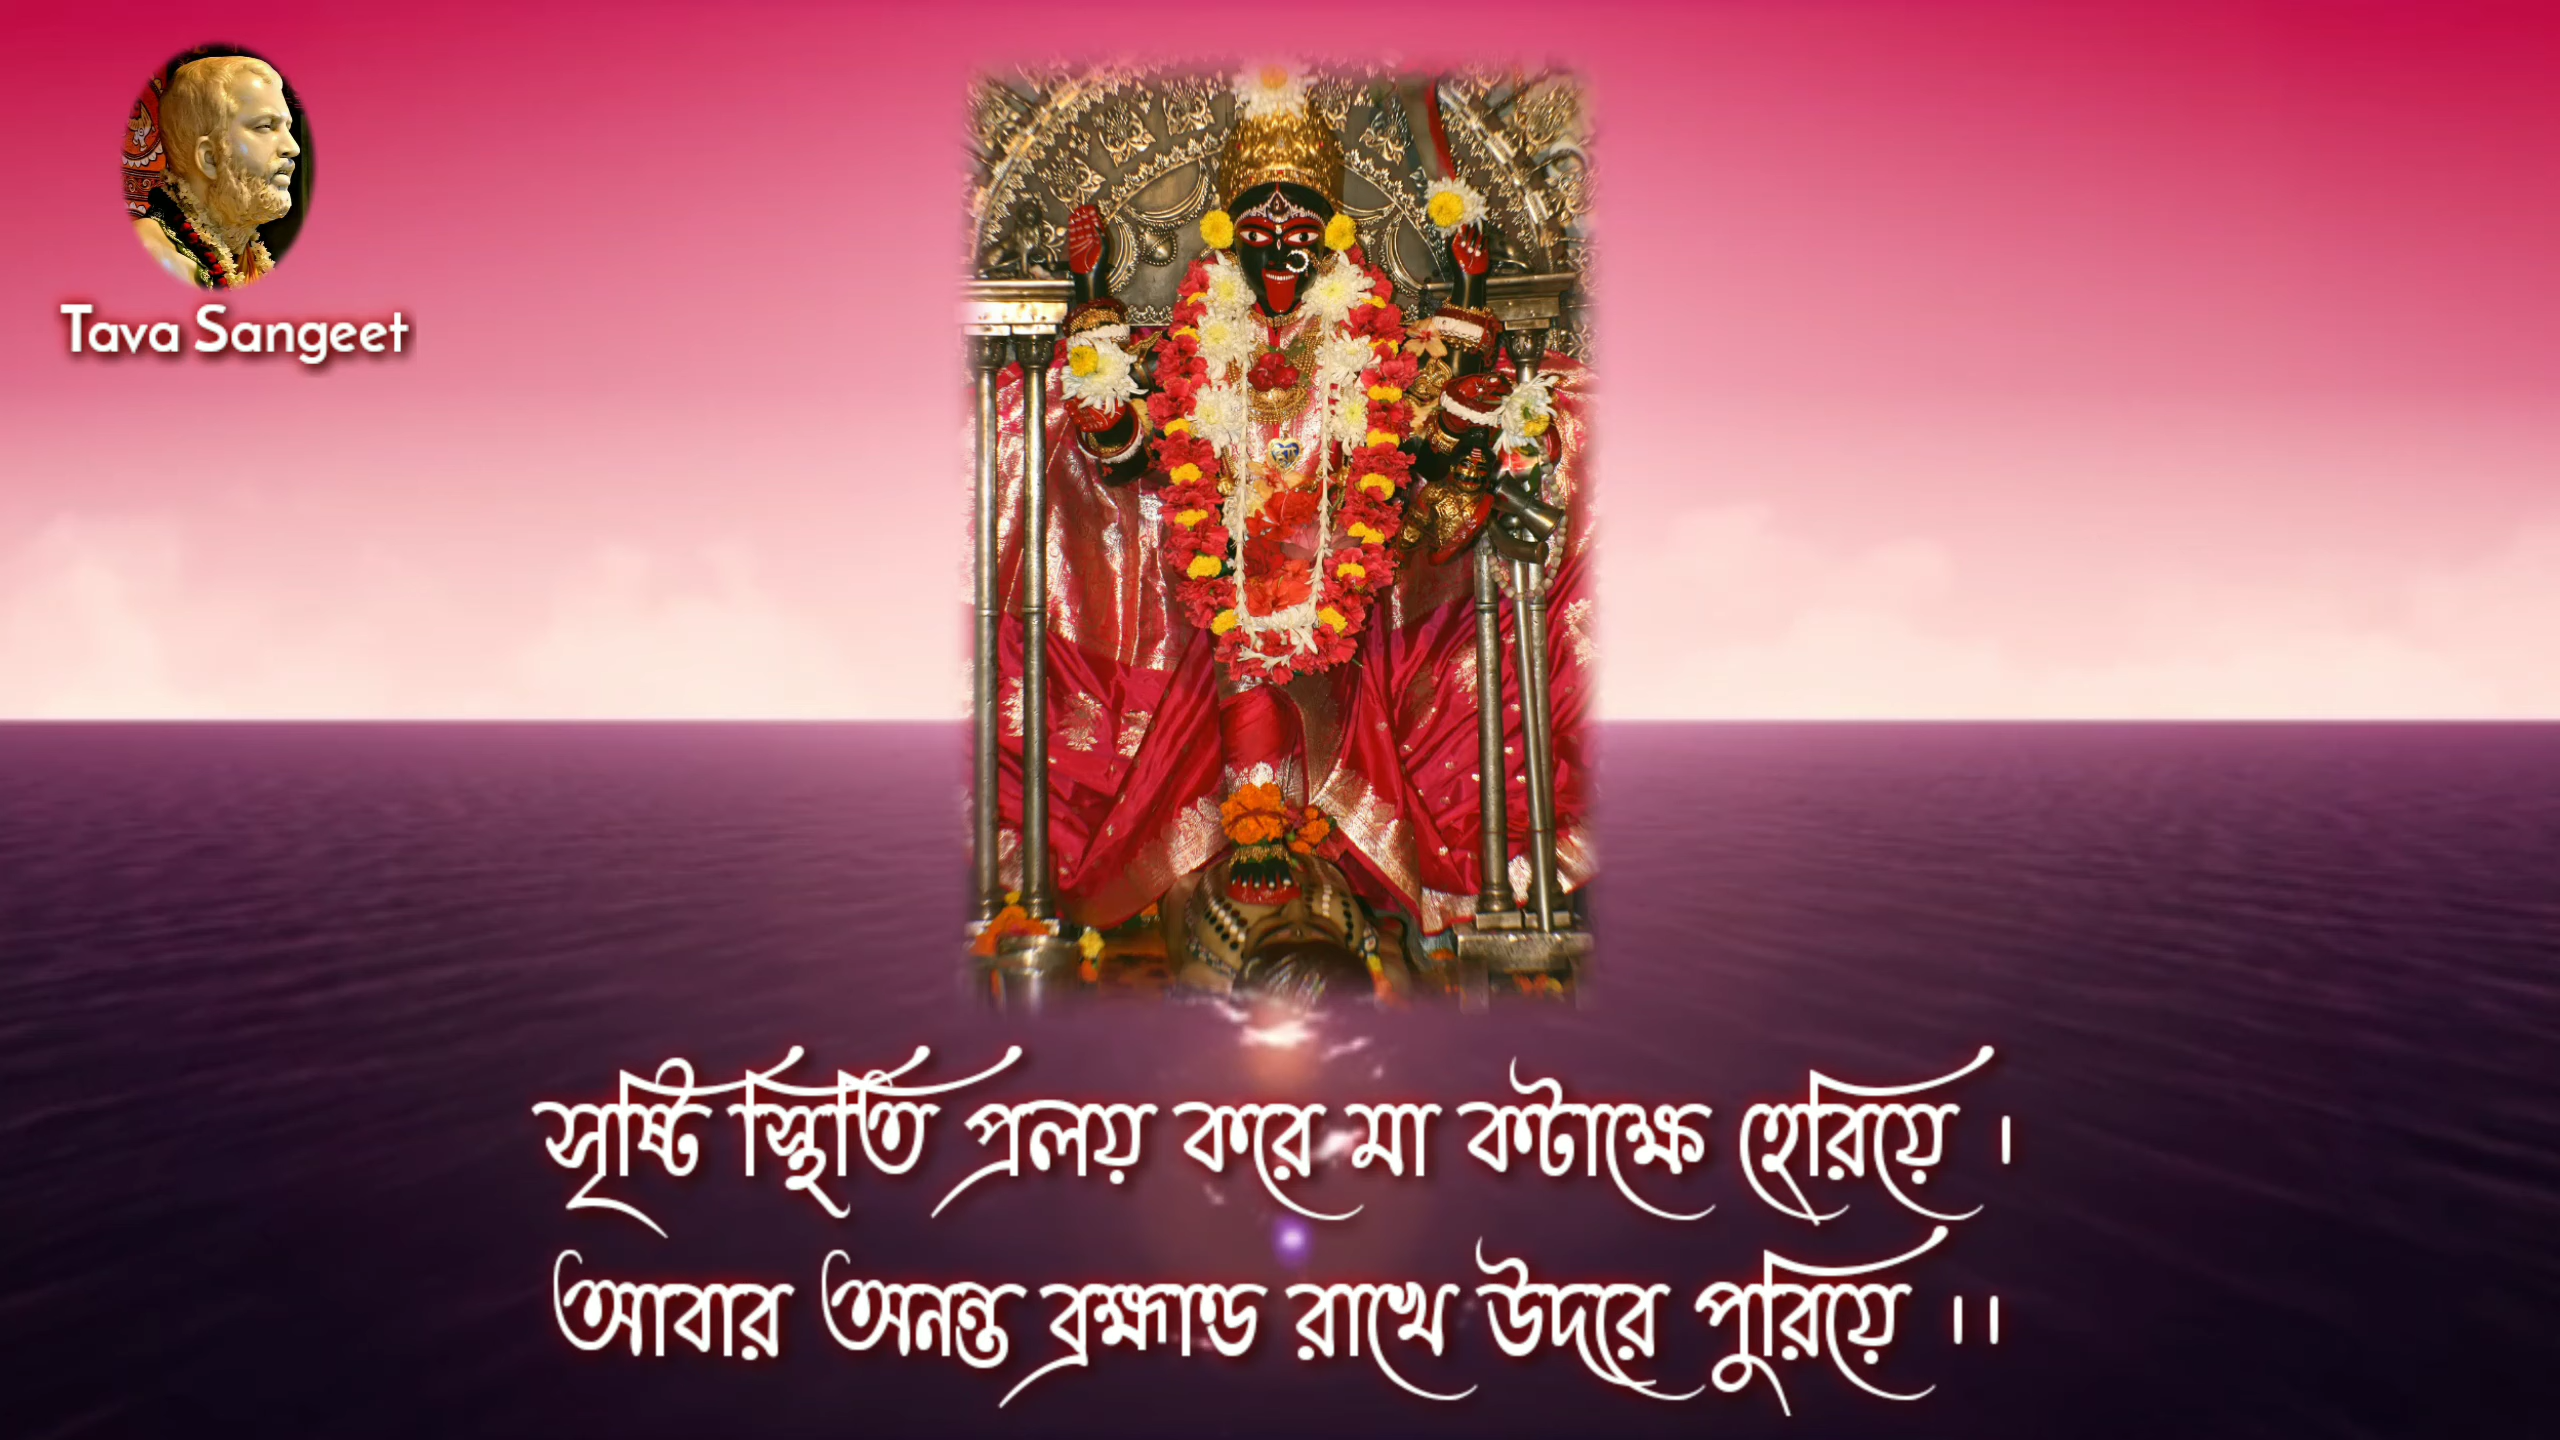 Tava Sangeet
সৃষ্টি স্থিতি প্রলয় করে মা কটাক্ষে হেরিয়ে ।
আবার অনন্ত ব্রহ্মাণ্ড রাখে উদরে পুরিয়ে ।।